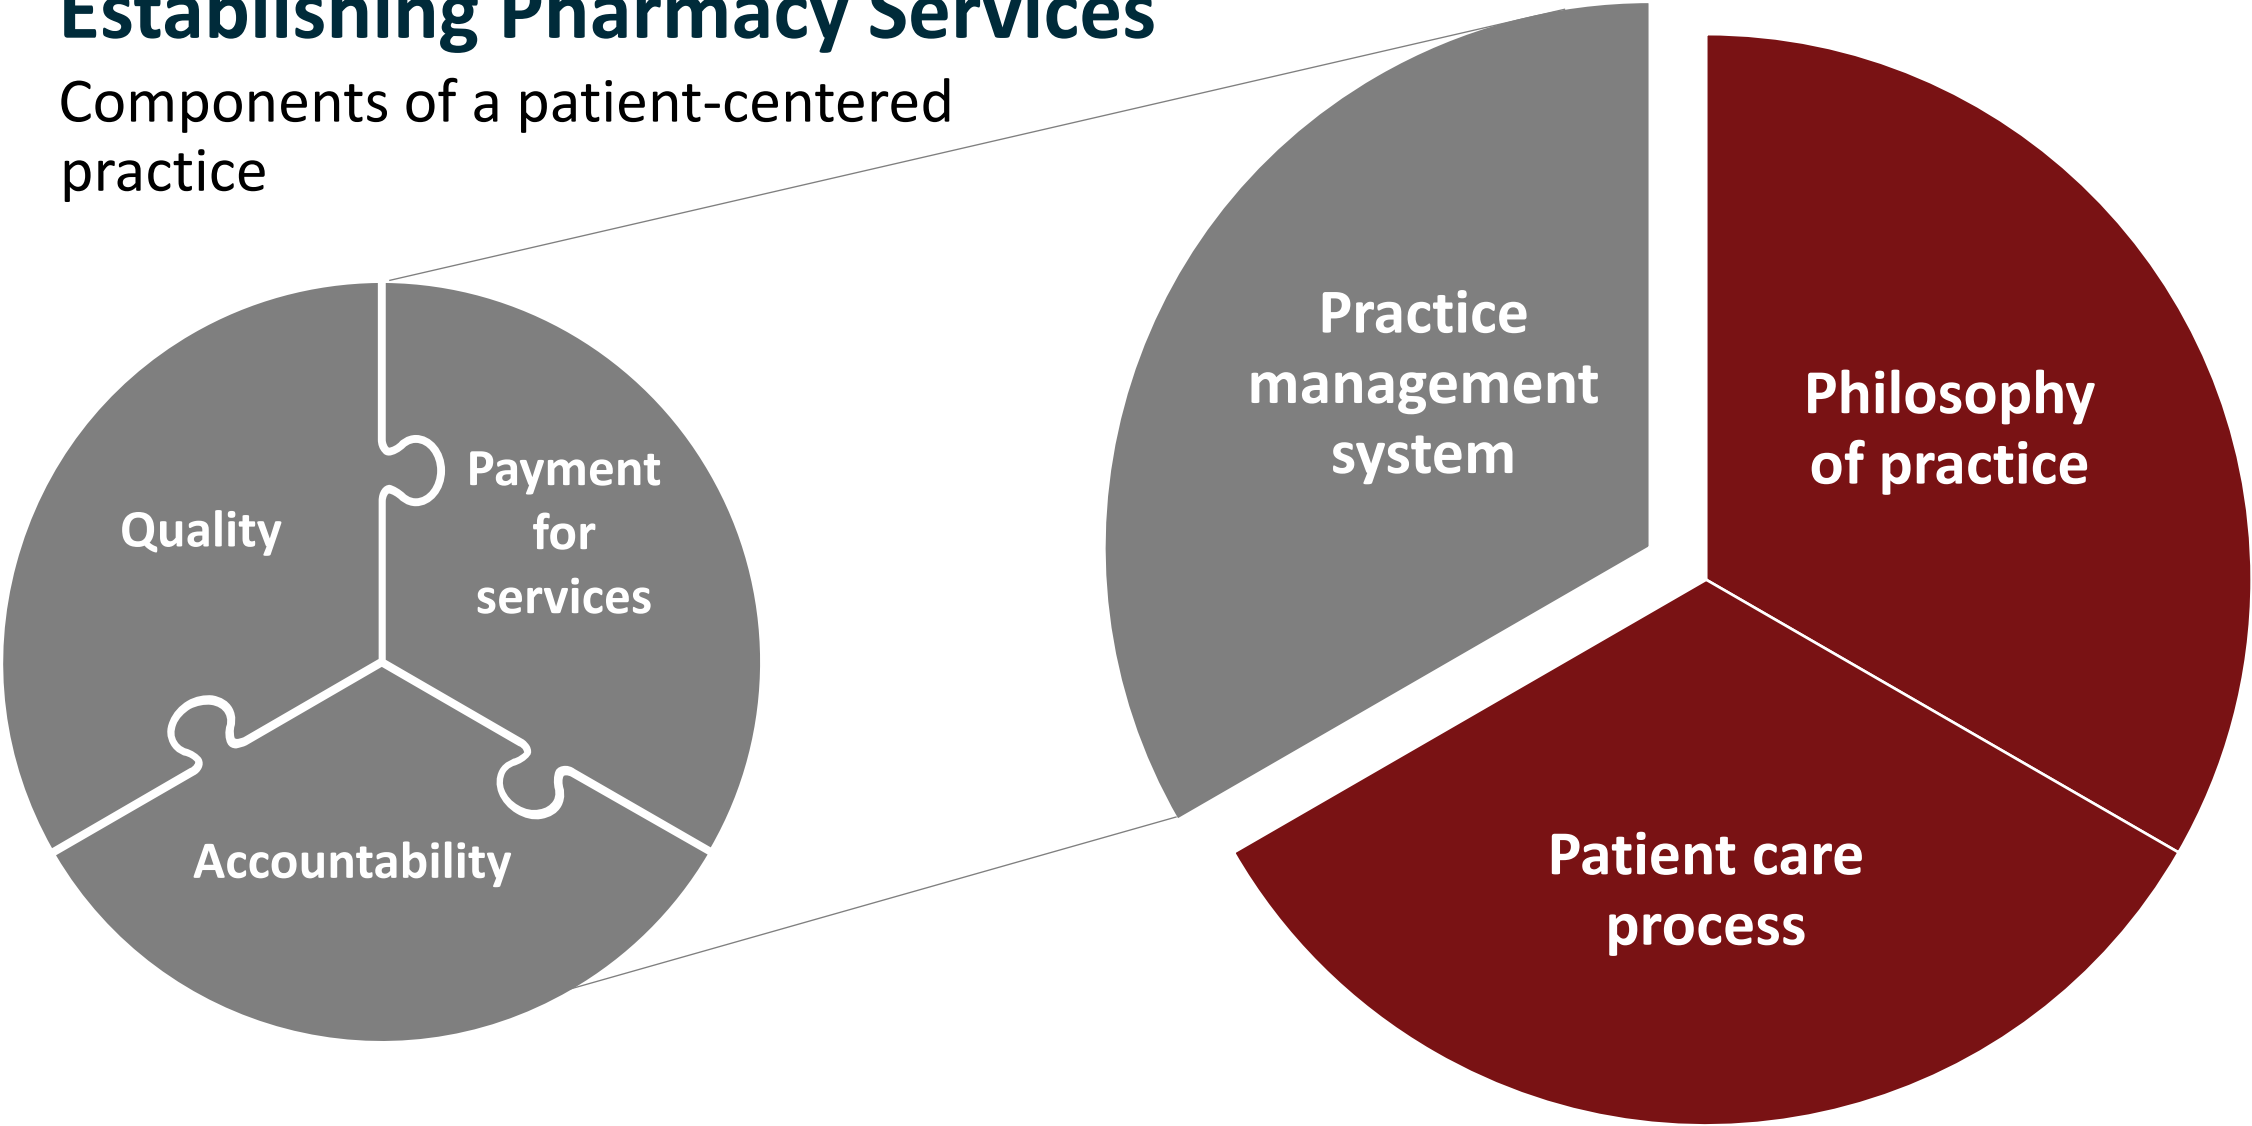 Establishing Pharmacy Services
Components of a patient-centered
practice
Quality
Payment
for
services
Accountability
Practice
management
system
Philosophy
of practice
Patient care
process